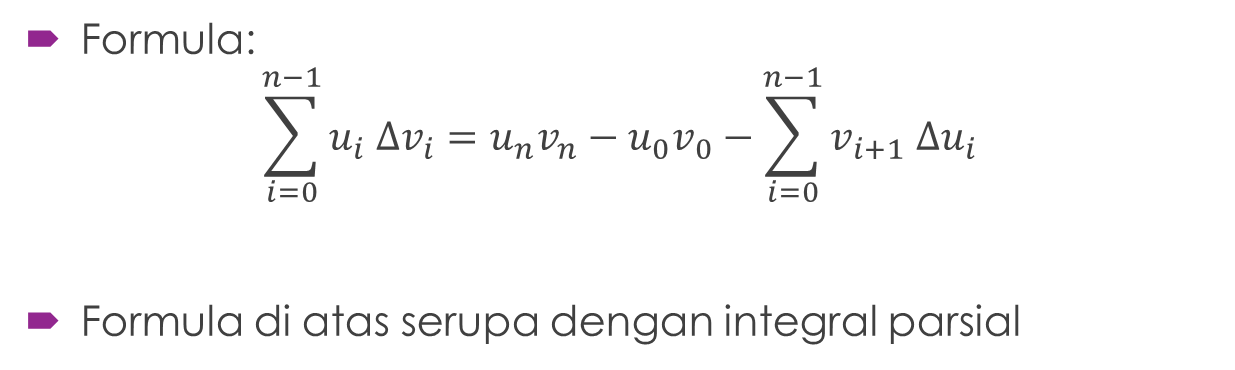 Formula:
$$\sum_{i=0}^{n-1} u_i \, \Delta v_i = u_n v_n - u_0 v_0 - \sum_{i=0}^{n-1} v_{i+1} \, \Delta u_i$$
Formula di atas serupa dengan integral parsial